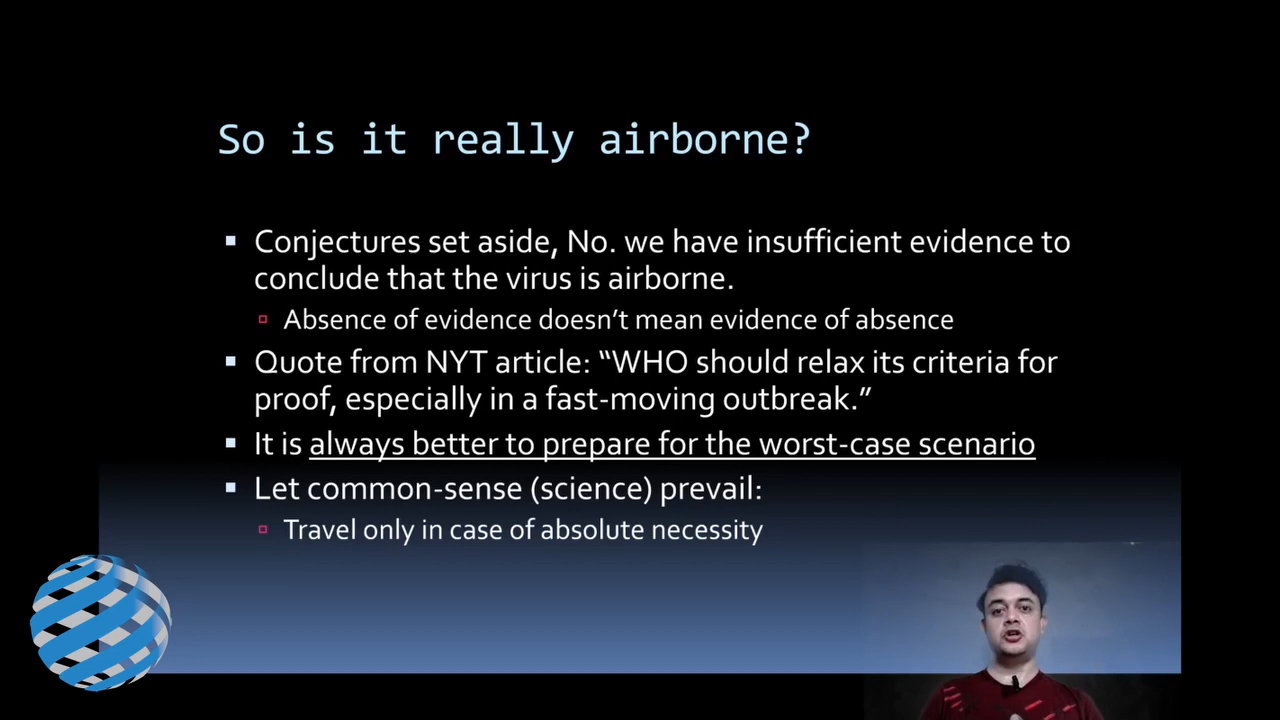 So is it really airborne?
Conjectures set aside, No. we have insufficient evidence to
conclude that the virus is airborne.
Absence of evidence doesn’t mean evidence of absence
Quote from NYT article: “WHO should relax its criteria for
proof, especially in a fast-moving outbreak.”
It is always better to prepare for the worst-case scenario
Let common-sense (science) prevail:
Travel only in case of absolute necessity